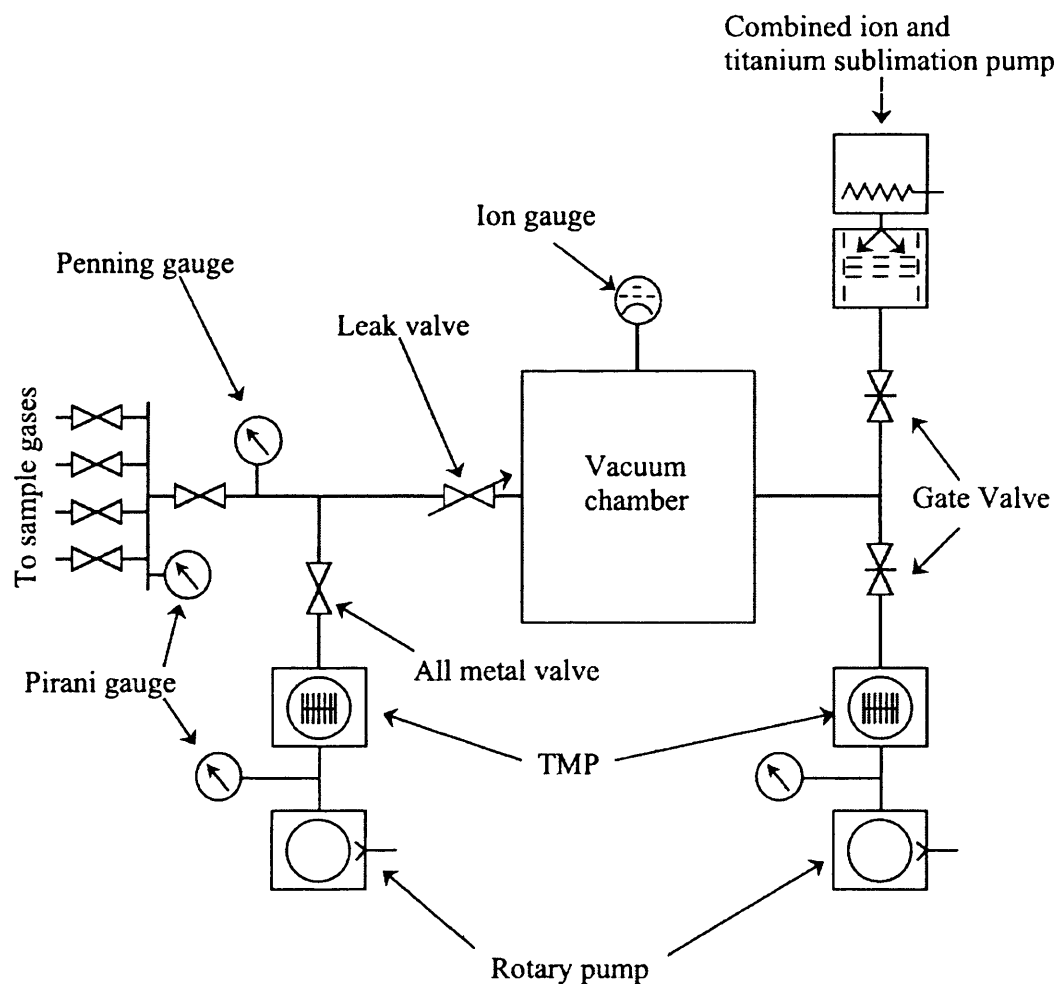 Combined ion and
titanium sublimation pump
Ion gauge
Penning gauge
Leak valve
To sample gases
Vacuum
chamber
Gate Valve
All metal valve
Pirani gauge
TMP
Rotary pump